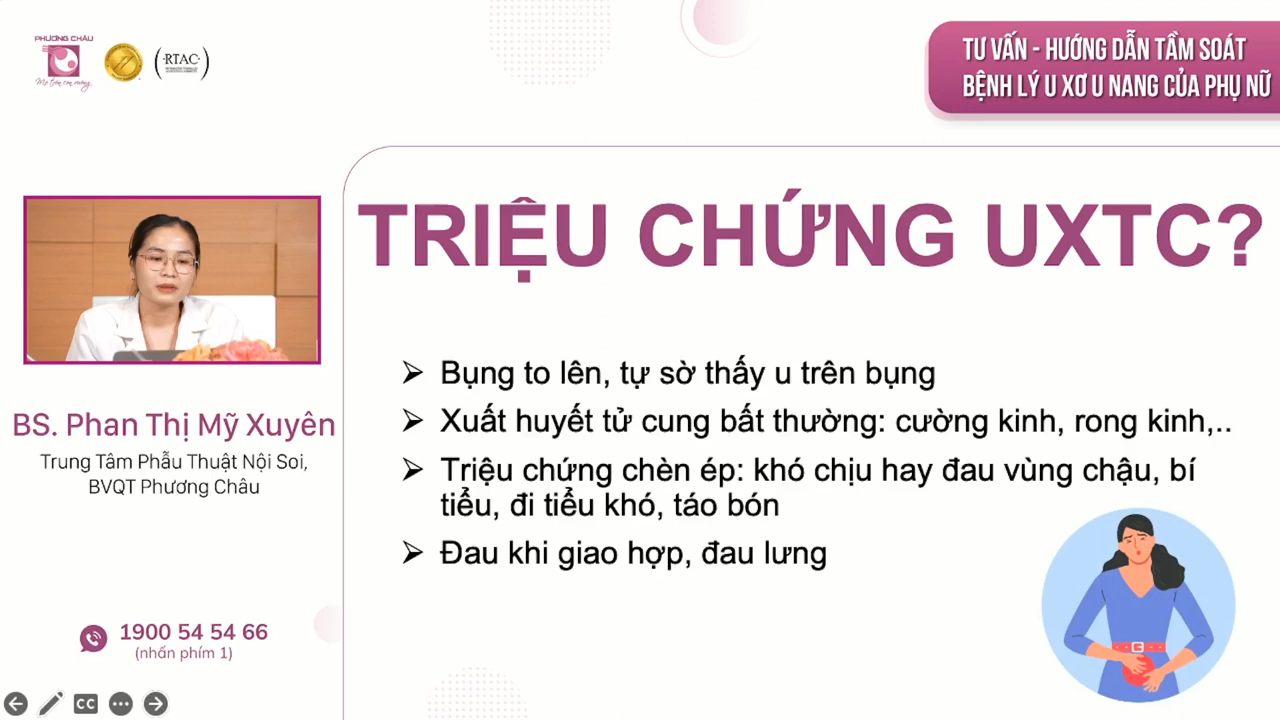 PHƯƠNG CHÂU
Mẹ tròn con vuông
RTAC
TƯ VẤN - HƯỚNG DẪN TẦM SOÁT
BỆNH LÝ U XƠ U NANG CỦA PHỤ NỮ
TRIỆU CHỨNG UXTC?
BS. Phan Thị Mỹ Xuyên
Trung Tâm Phẫu Thuật Nội Soi,
BVQT Phương Châu
1900 54 54 66
(nhấn phím 1)
➢ Bụng to lên, tự sờ thấy u trên bụng
➢ Xuất huyết tử cung bất thường: cường kinh, rong kinh,..
➢ Triệu chứng chèn ép: khó chịu hay đau vùng chậu, bí
tiểu, đi tiểu khó, táo bón
➢ Đau khi giao hợp, đau lưng
CC